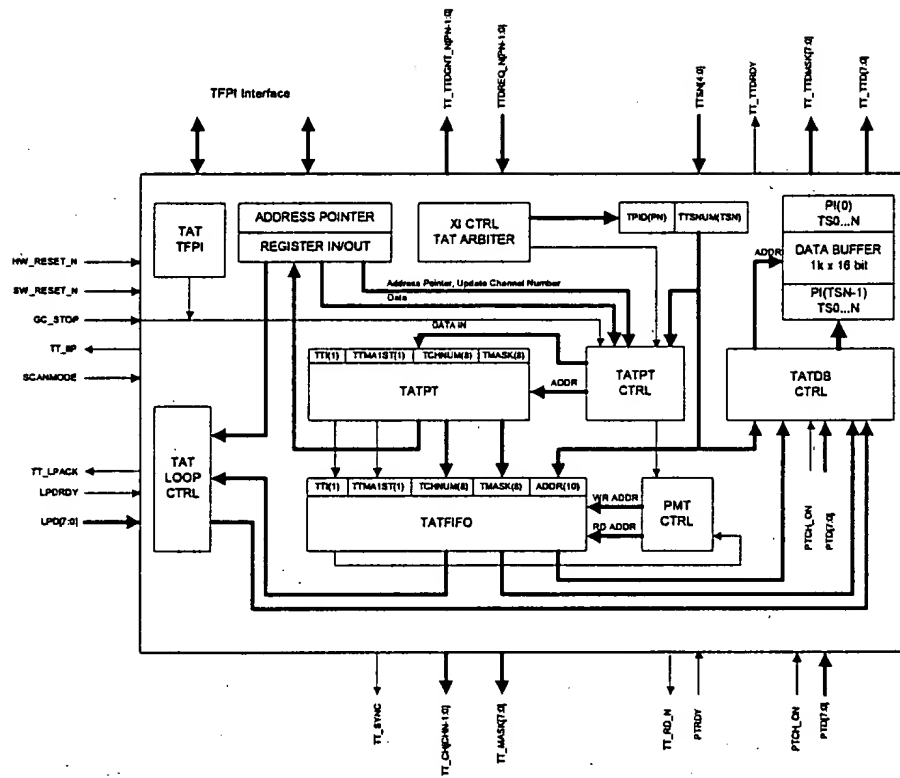 TFPI Interface
TT_TTDGNT_N[PN-1:0]
TTDREQ_N[PN-1:0]
TTSN[4:0]
TT_TTDRDY
TT_TTDMASK[7:0]
TT_TTD[7:0]
TAT
TFPI
ADDRESS POINTER
REGISTER IN/OUT
XI CTRL
TAT ARBITER
TPID(PN)
TTSNUM(TSN)
PI(0)
TS0...N
DATA BUFFER
1k x 16 bit
PI(TSN-1)
TS0...N
ADDR
HW_RESET_N
SW_RESET_N
GC_STOP
TT_IIP
SCANMODE
Address Pointer, Update Channel Number
Data
DATA IN
TTI(1)
TTMA1ST(1)
TCHNUM(8)
TMASK(8)
TATPT
ADDR
TATPT
CTRL
TATDB
CTRL
TAT
LOOP
CTRL
TT_LPACK
LPDRDY
LPD[7:0]
TTI(1)
TTMA1ST(1)
TCHNUM(8)
TMASK(8)
ADDR(10)
TATFIFO
WR ADDR
RD ADDR
PMT
CTRL
PTCH_ON
PTD[7:0]
TT_SYNC
TT_CH[CHN-1:0]
TT_MASK[7:0]
TT_RD_N
PTRDY
PTCH_ON
PTD[7:0]